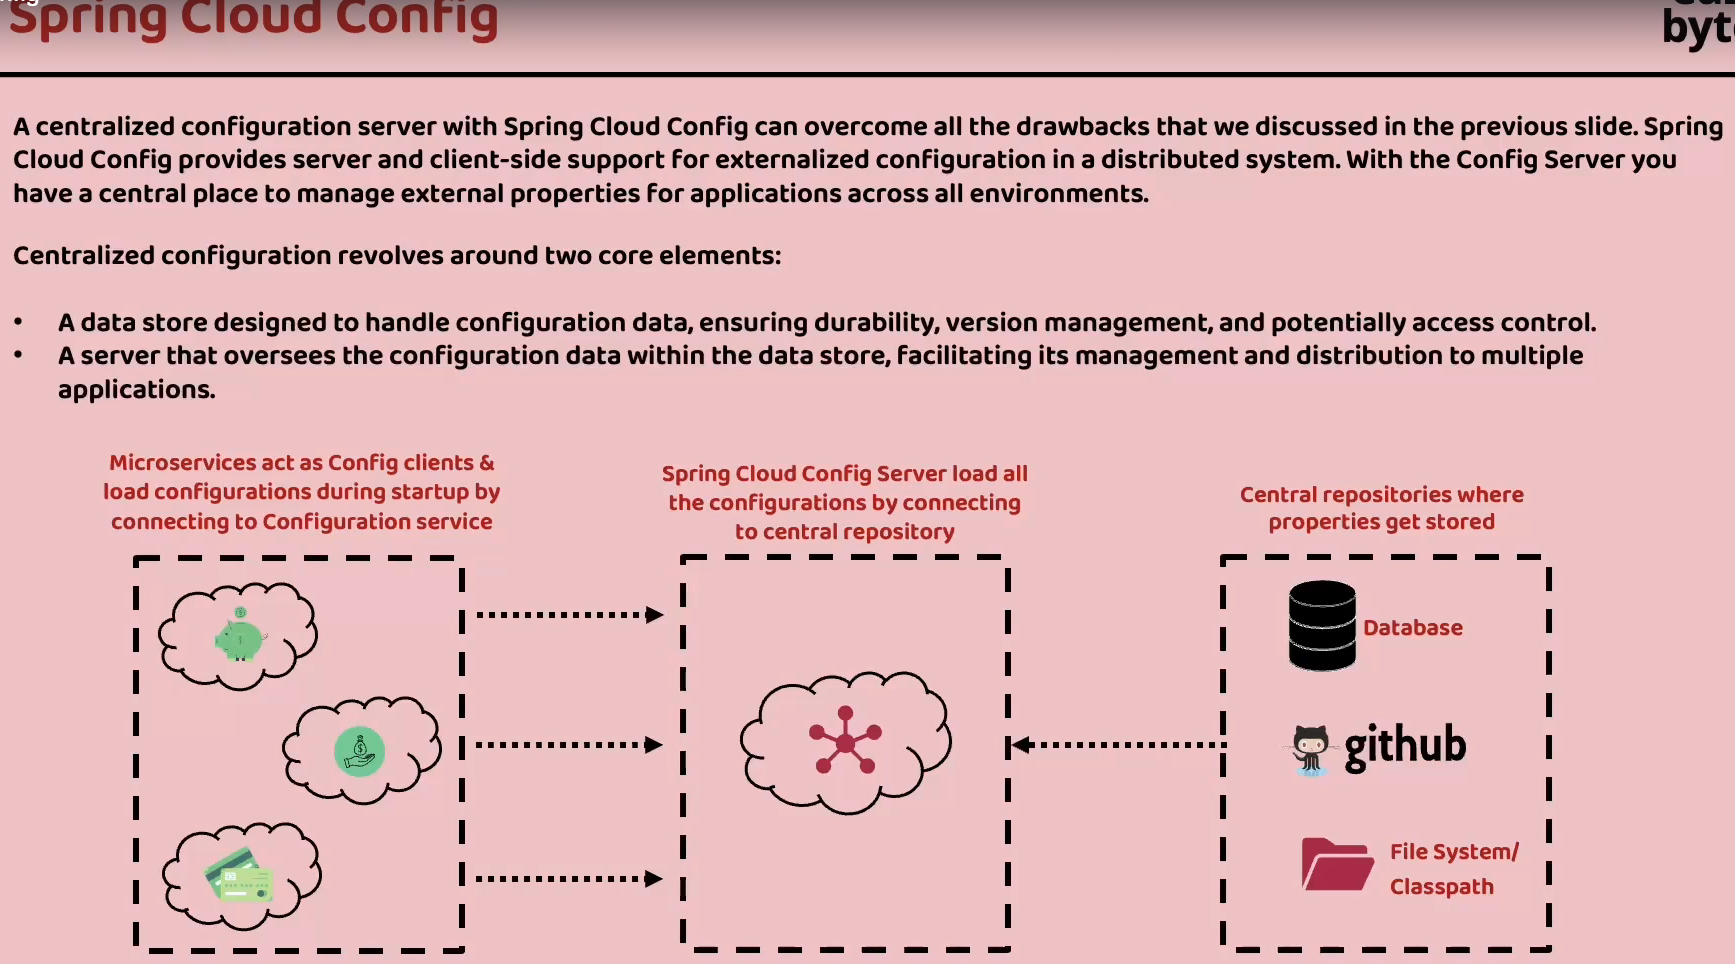 Spring Cloud Config
byt
A centralized configuration server with Spring Cloud Config can overcome all the drawbacks that we discussed in the previous slide. Spring
Cloud Config provides server and client-side support for externalized configuration in a distributed system. With the Config Server you
have a central place to manage external properties for applications across all environments.
Centralized configuration revolves around two core elements:
• A data store designed to handle configuration data, ensuring durability, version management, and potentially access control.
• A server that oversees the configuration data within the data store, facilitating its management and distribution to multiple
applications.
Microservices act as Config clients &
load configurations during startup by
connecting to Configuration service
Spring Cloud Config Server load all
the configurations by connecting
to central repository
Central repositories where
properties get stored
Database
github
File System/
Classpath